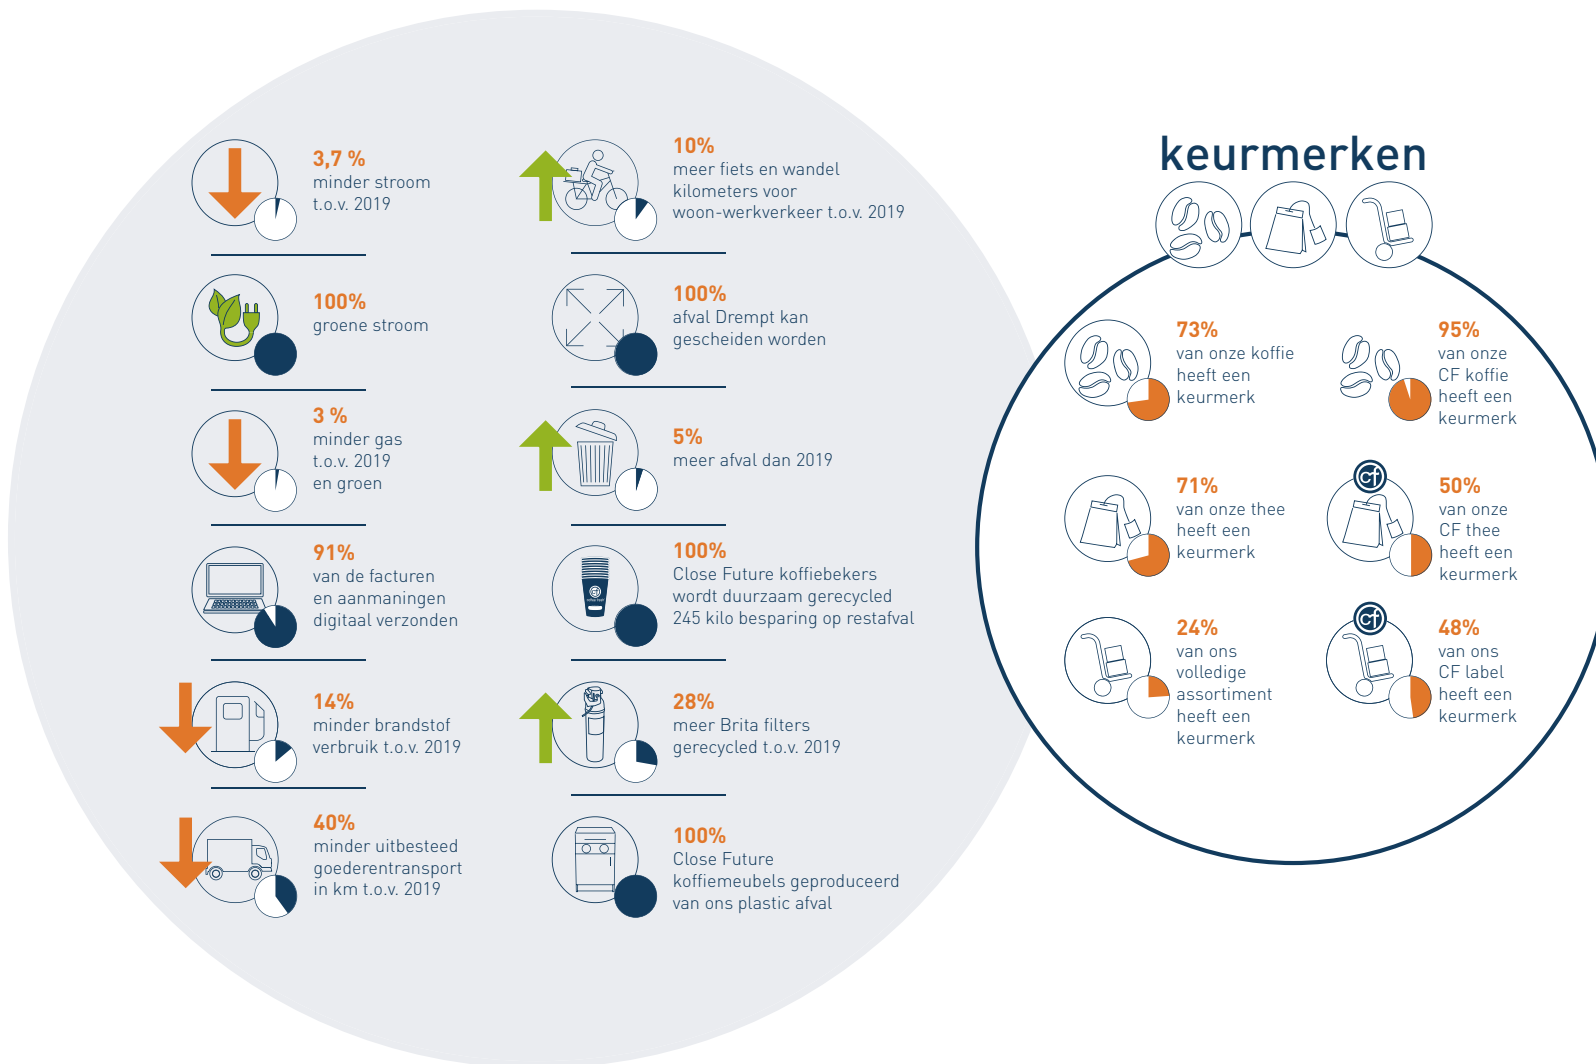 3,7 %
minder stroom
t.o.v. 2019
100%
groene stroom
3 %
minder gas
t.o.v. 2019
en groen
91%
van de facturen
en aanmaningen
digitaal verzonden
14%
minder brandstof
verbruik t.o.v. 2019
40%
minder uitbesteed
goederentransport
in km t.o.v. 2019
10%
meer fiets en wandel
kilometers voor
woon-werkverkeer t.o.v. 2019
100%
afval Drempt kan
gescheiden worden
5%
meer afval dan 2019
100%
Close Future koffiebekers
wordt duurzaam gerecycled
245 kilo besparing op restafval
cf
28%
meer Brita filters
gerecycled t.o.v. 2019
100%
Close Future
koffiemeubels geproduceerd
van ons plastic afval
keurmerken
73%
van onze koffie
heeft een
keurmerk
95%
van onze
CF koffie
heeft een
keurmerk
71%
van onze thee
heeft een
keurmerk
cf
50%
van onze
CF thee
heeft een
keurmerk
24%
van ons
volledige
assortiment
heeft een
keurmerk
cf
48%
van ons
CF label
heeft een
keurmerk